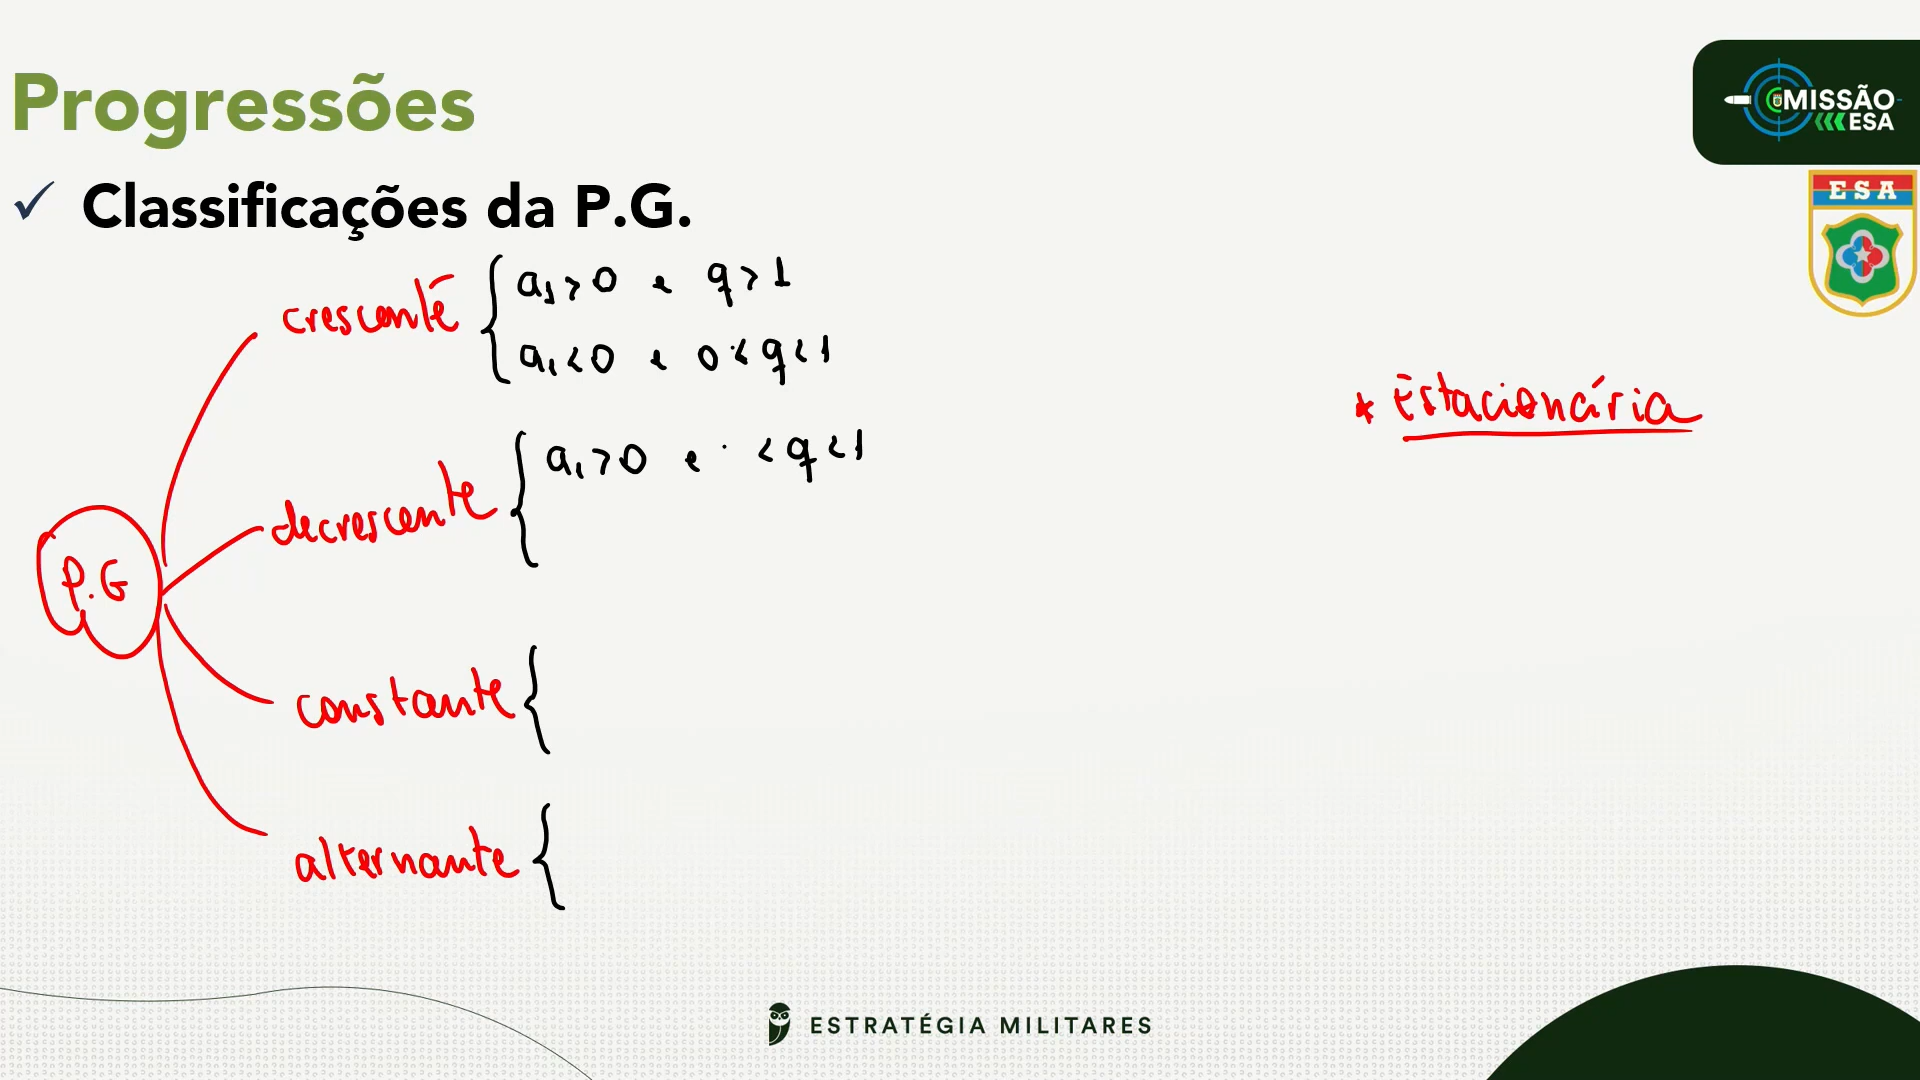 Progressões
MISSÃO
ESA
ESA
✓ Classificações da P.G.
crescente { a₁>0 e q>1
a₁<0 e 0<q<1
* Estacionária
decrescente { a₁>0 e · <q<1
P.G
constante {
alternante {
ESTRATÉGIA MILITARES